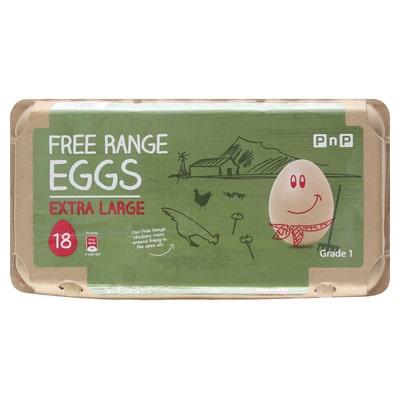 FREE RANGE
EGGS
EXTRA LARGE
18
PnP
Our Free Range
chickens roam
around freely in
the open air.
Grade 1
EGGS